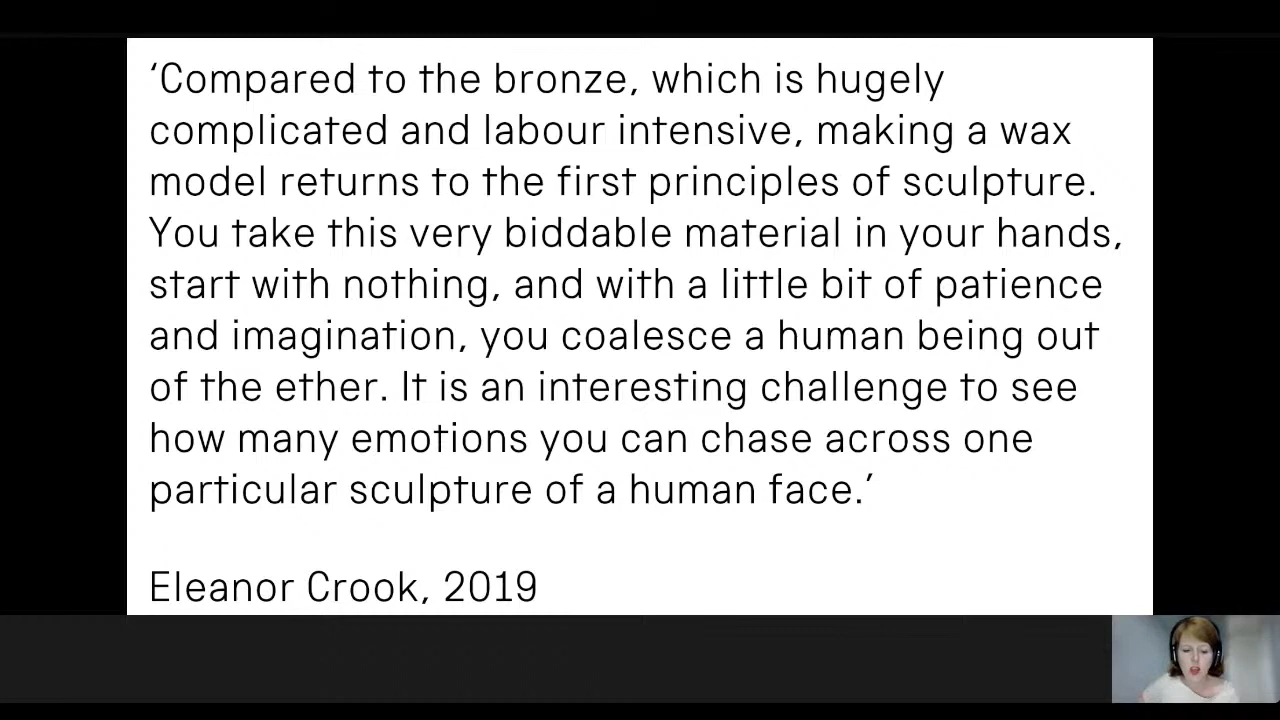 ‘Compared to the bronze, which is hugely
complicated and labour intensive, making a wax
model returns to the first principles of sculpture.
You take this very biddable material in your hands,
start with nothing, and with a little bit of patience
and imagination, you coalesce a human being out
of the ether. It is an interesting challenge to see
how many emotions you can chase across one
particular sculpture of a human face.’
Eleanor Crook, 2019